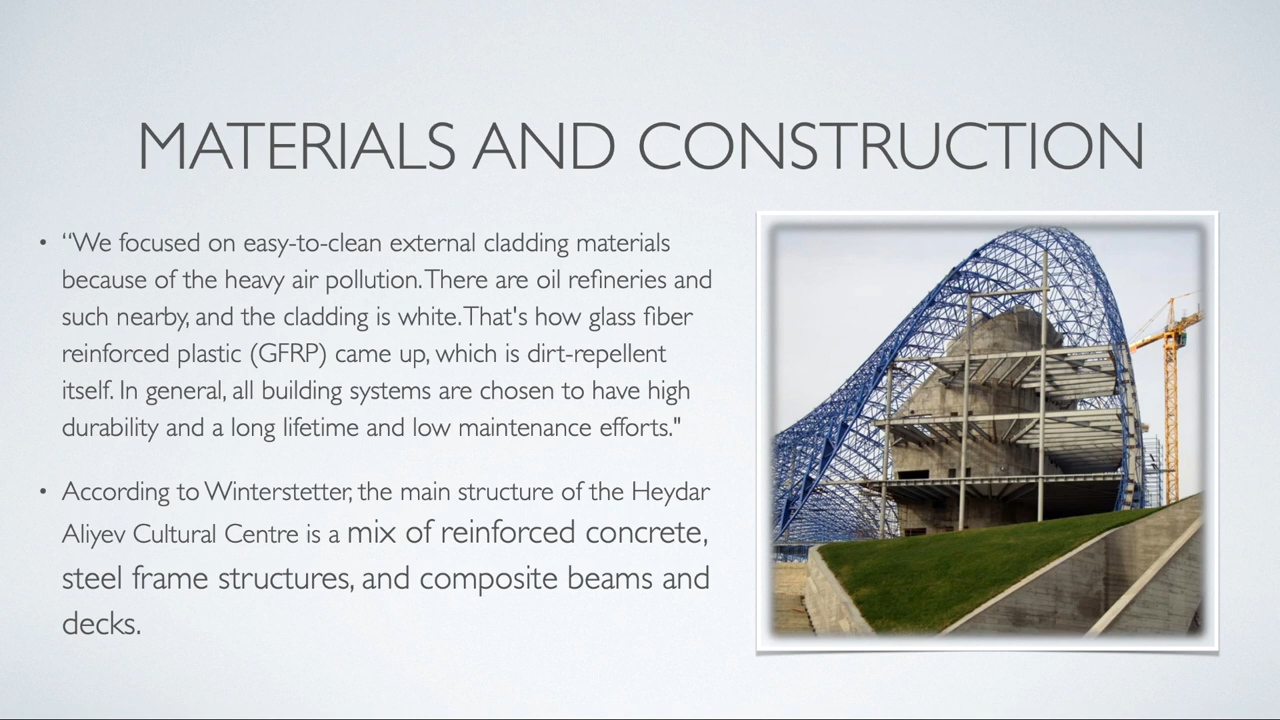 MATERIALS AND CONSTRUCTION
• “We focused on easy-to-clean external cladding materials
because of the heavy air pollution. There are oil refineries and
such nearby, and the cladding is white. That's how glass fiber
reinforced plastic (GFRP) came up, which is dirt-repellent
itself. In general, all building systems are chosen to have high
durability and a long lifetime and low maintenance efforts."
• According to Winterstetter, the main structure of the Heydar
Aliyev Cultural Centre is a mix of reinforced concrete,
steel frame structures, and composite beams and
decks.